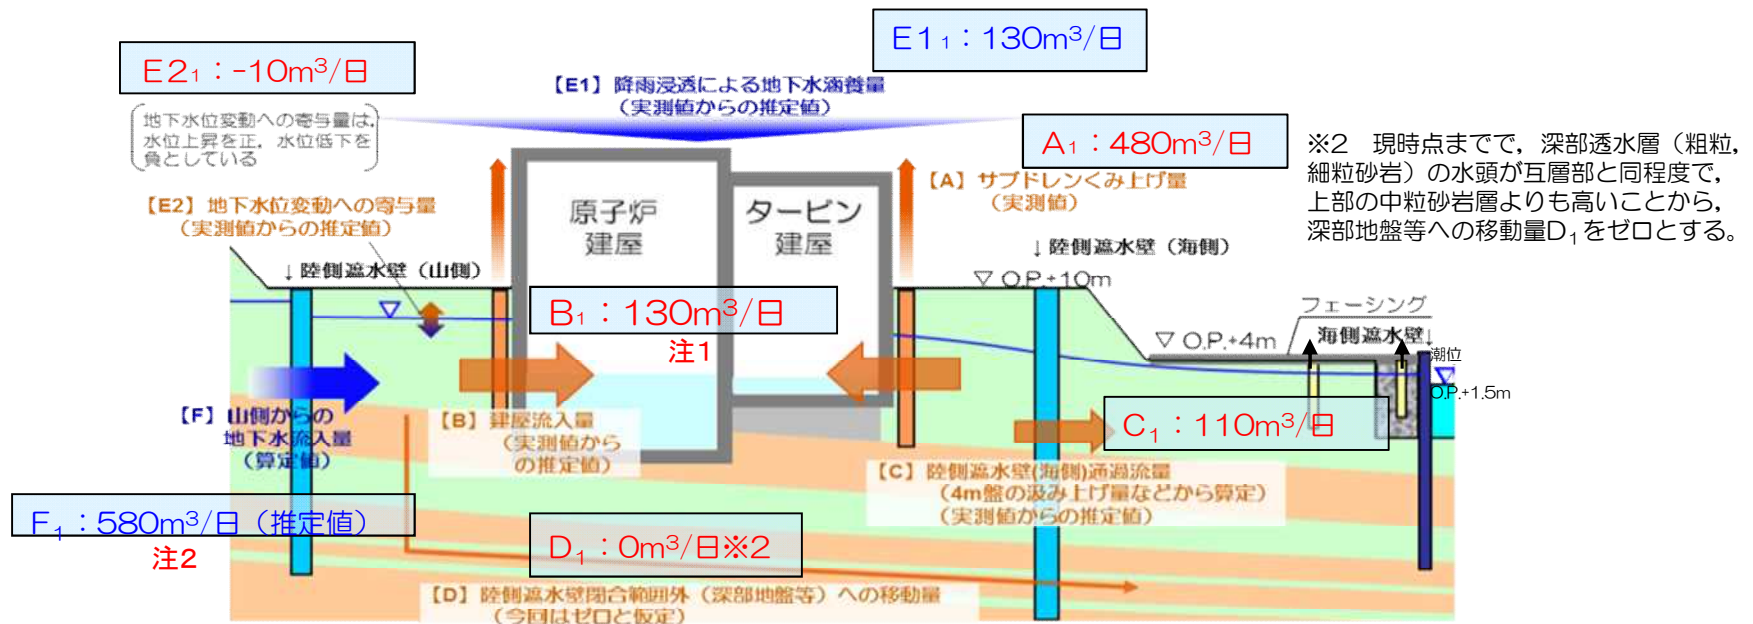 E1₁：130m³/日
E2₁：-10m³/日
【E1】降雨浸透による地下水涵養量
（実測値からの推定値）
地下水位変動への寄与量は，
水位上昇を正，水位低下を
負としている
A₁：480m³/日
※2　現時点までで，深部透水層（粗粒，
細粒砂岩）の水頭が互層部と同程度で，
上部の中粒砂岩層よりも高いことから，
深部地盤等への移動量D₁をゼロとする。
【A】サブドレンくみ上げ量
（実測値）
【E2】地下水位変動への寄与量
（実測値からの推定値）
原子炉
建屋
タービン
建屋
↓陸側遮水壁（山側）
↓陸側遮水壁（海側）
▽ O.P.+10m
B₁：130m³/日
注1
フェーシング
▽ O.P.+4m
海側遮水壁↓
潮位
O.P.+1.5m
【F】山側からの
地下水流入量
（算定値）
【B】建屋流入量
（実測値から
の推定値）
C₁：110m³/日
【C】陸側遮水壁(海側)通過流量
（4m盤の汲み上げ量などから算定）
（実測値からの推定値）
F₁：580m³/日（推定値）
注2
D₁：0m³/日※2
【D】陸側遮水壁閉合範囲外（深部地盤等）への移動量
（今回はゼロと仮定）